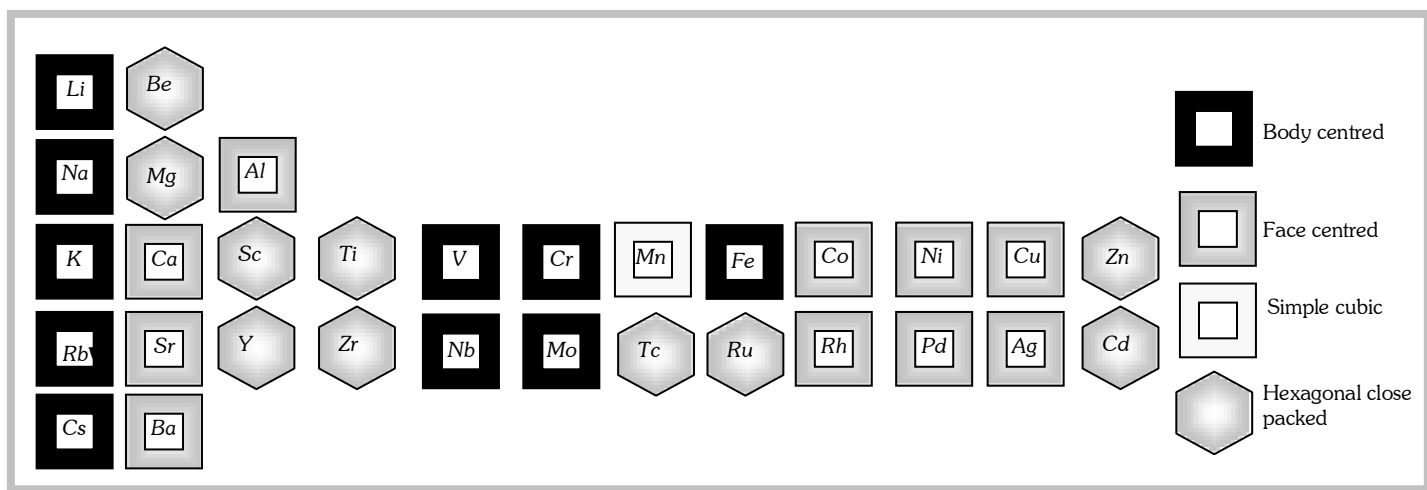 Li Be
Na Mg Al
K Ca Sc Ti V Cr Mn Fe Co Ni Cu Zn
Rb Sr Y Zr Nb Mo Tc Ru Rh Pd Ag Cd
Cs Ba
Body centred
Face centred
Simple cubic
Hexagonal close
packed